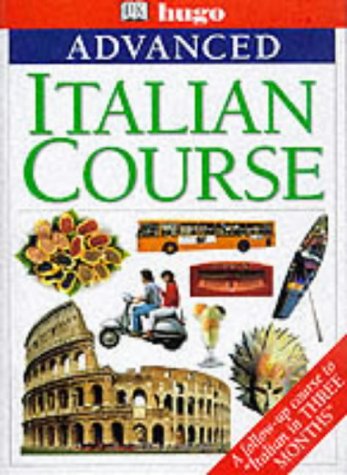 DK hugo
ADVANCED
ITALIAN
COURSE
A follow-up course to
"Italian in THREE
MONTHS"